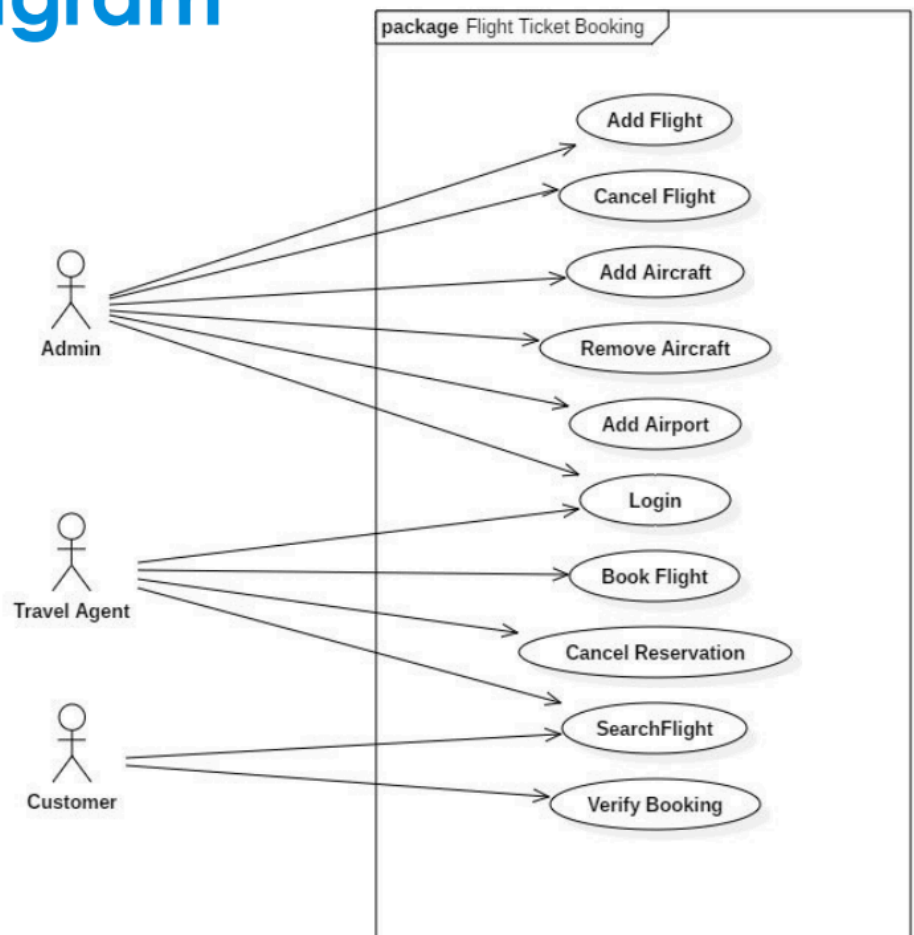 agram
package Flight Ticket Booking
Add Flight
Cancel Flight
Add Aircraft
Admin
Remove Aircraft
Add Airport
Login
Travel Agent
Book Flight
Cancel Reservation
SearchFlight
Customer
Verify Booking